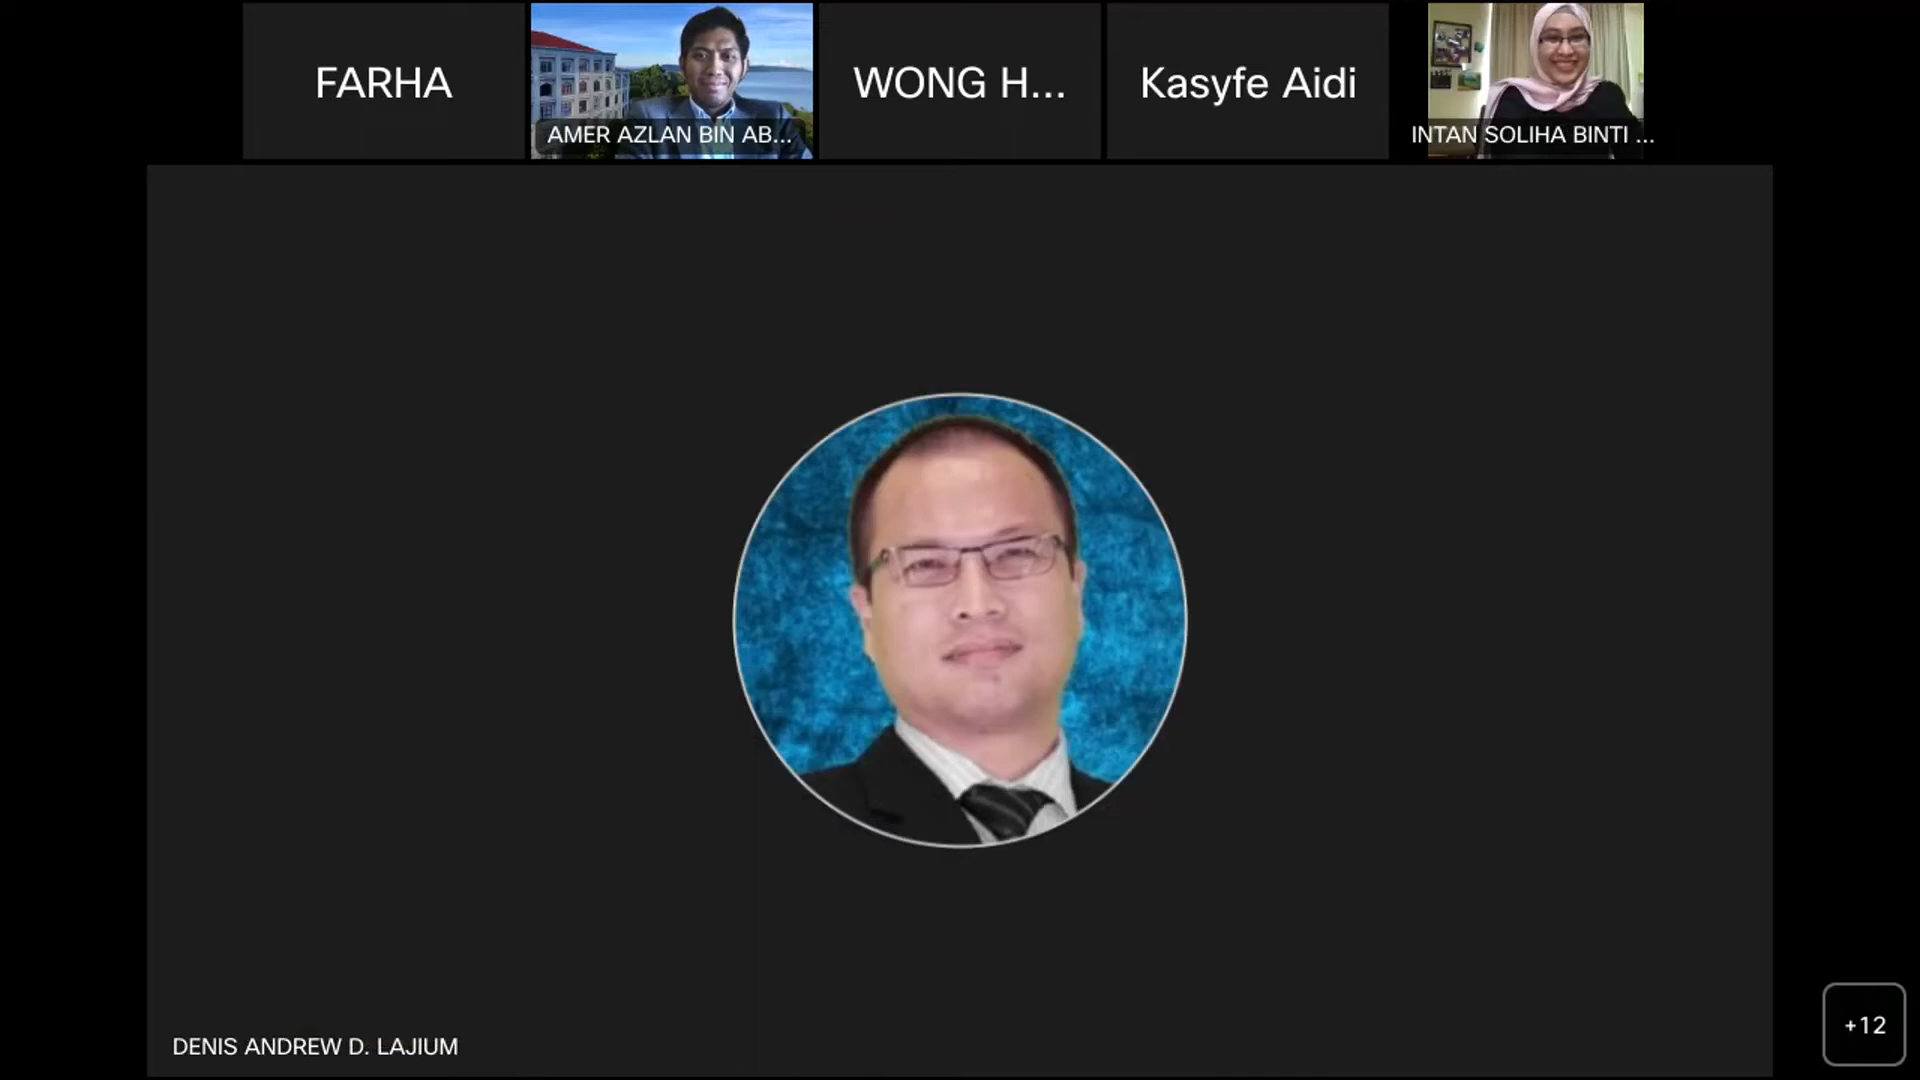 FARHA
AMER AZLAN BIN AB...
WONG H...
Kasyfe Aidi
INTAN SOLIHA BINTI ...
DENIS ANDREW D. LAJIUM
+12